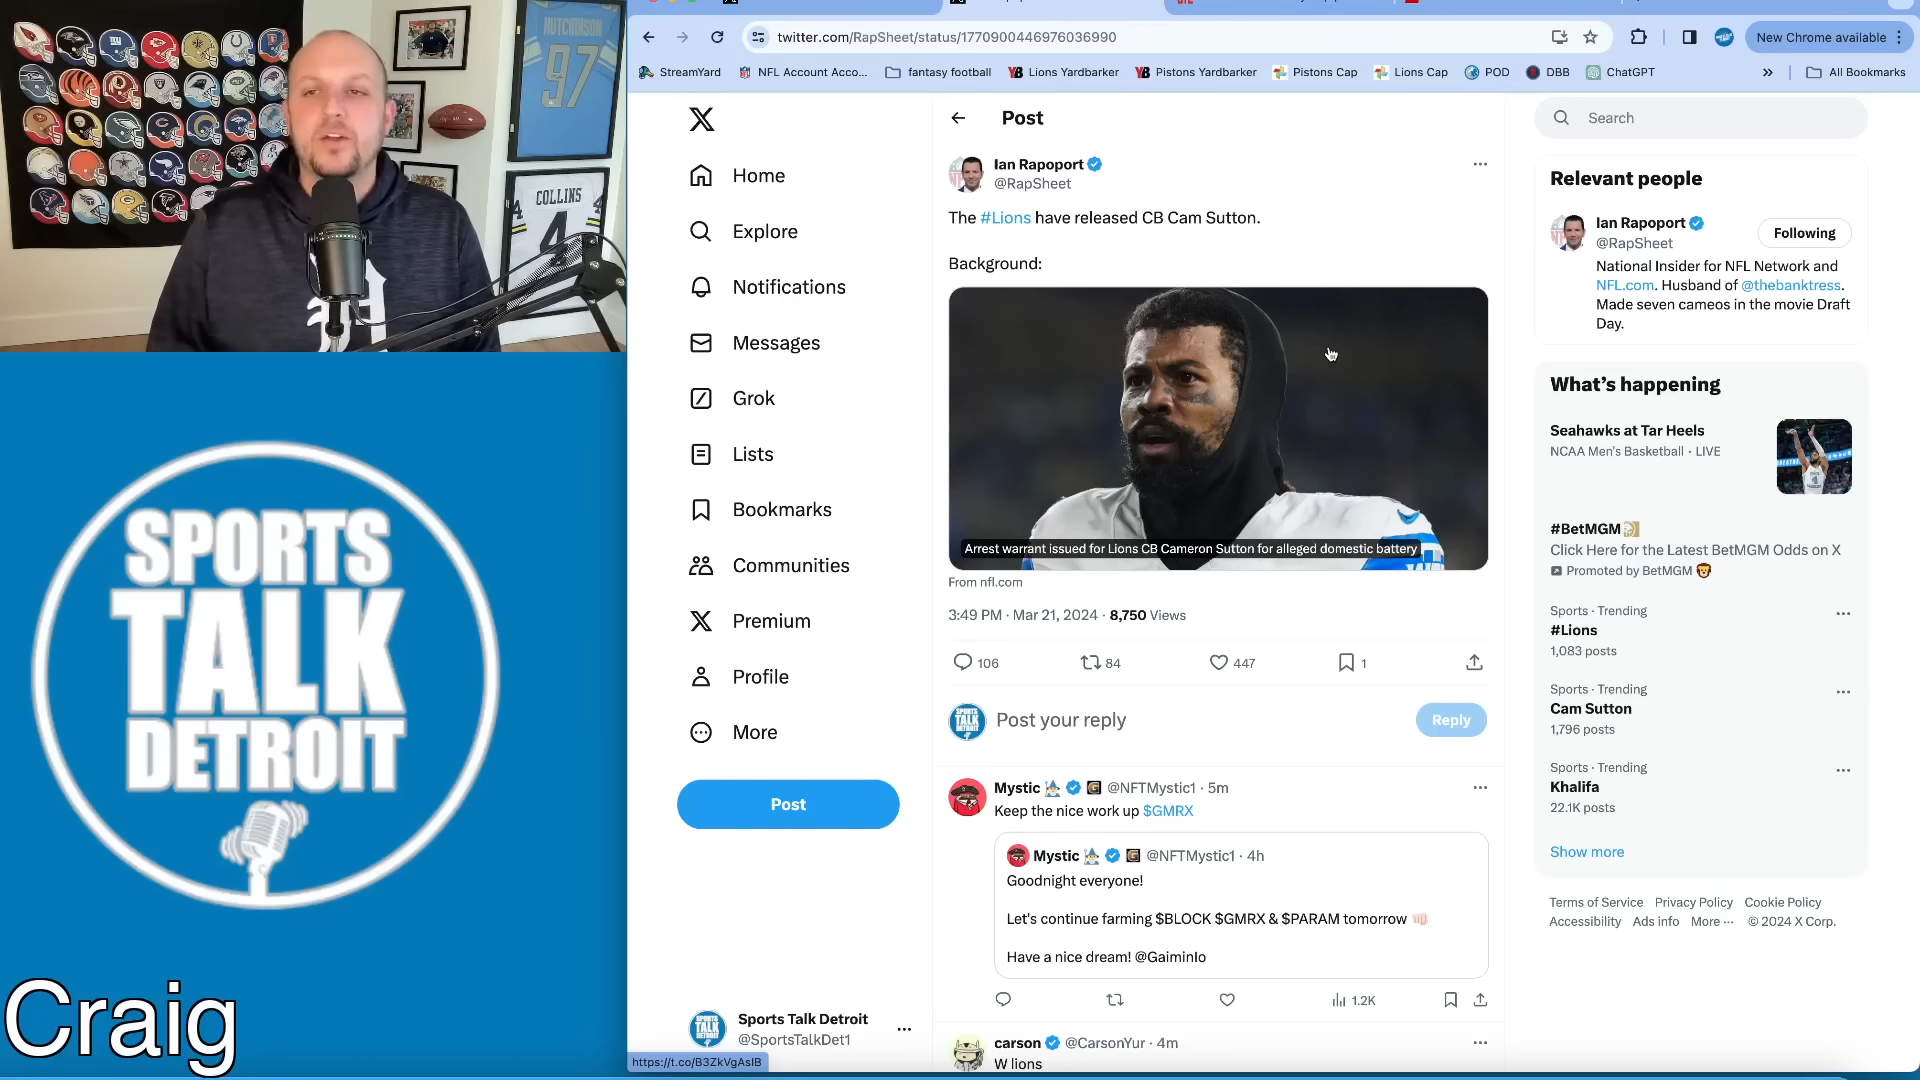 HUTCHINSON
97
COLLINS
4
SPORTS
TALK
DETROIT
Craig
twitter.com/RapSheet/status/1770900446976036990
New Chrome available
StreamYard
NFL Account Acco...
fantasy football
Lions Yardbarker
Pistons Yardbarker
Pistons Cap
Lions Cap
POD
DBB
ChatGPT
All Bookmarks
Home
Explore
Notifications
Messages
Grok
Lists
Bookmarks
Communities
Premium
Profile
More
Post
Sports Talk Detroit
@SportsTalkDet1
https://t.co/B3ZkVgAsIB
Post
Ian Rapoport
@RapSheet
The #Lions have released CB Cam Sutton.
Background:
Arrest warrant issued for Lions CB Cameron Sutton for alleged domestic battery
From nfl.com
3:49 PM · Mar 21, 2024 · 8,750 Views
106
84
447
1
SPORTS TALK DETROIT
Post your reply
Reply
Mystic @NFTMystic1 · 5m
Keep the nice work up $GMRX
Mystic @NFTMystic1 · 4h
Goodnight everyone!
Let's continue farming $BLOCK $GMRX & $PARAM tomorrow
Have a nice dream! @GaiminIo
1.2K
carson @CarsonYur · 4m
W lions
Search
Relevant people
Ian Rapoport
@RapSheet
Following
National Insider for NFL Network and
NFL.com. Husband of @thebanktress.
Made seven cameos in the movie Draft
Day.
What's happening
Seahawks at Tar Heels
NCAA Men's Basketball · LIVE
#BetMGM
Click Here for the Latest BetMGM Odds on X
Promoted by BetMGM
Sports · Trending
#Lions
1,083 posts
Sports · Trending
Cam Sutton
1,796 posts
Sports · Trending
Khalifa
22.1K posts
Show more
Terms of Service Privacy Policy Cookie Policy
Accessibility Ads info More ··· © 2024 X Corp.